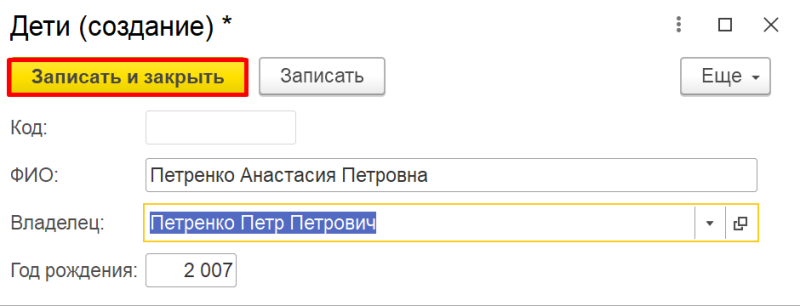 Дети (создание) *
Записать и закрыть Записать Еще
Код:
ФИО: Петренко Анастасия Петровна
Владелец: Петренко Петр Петрович
Год рождения: 2 007